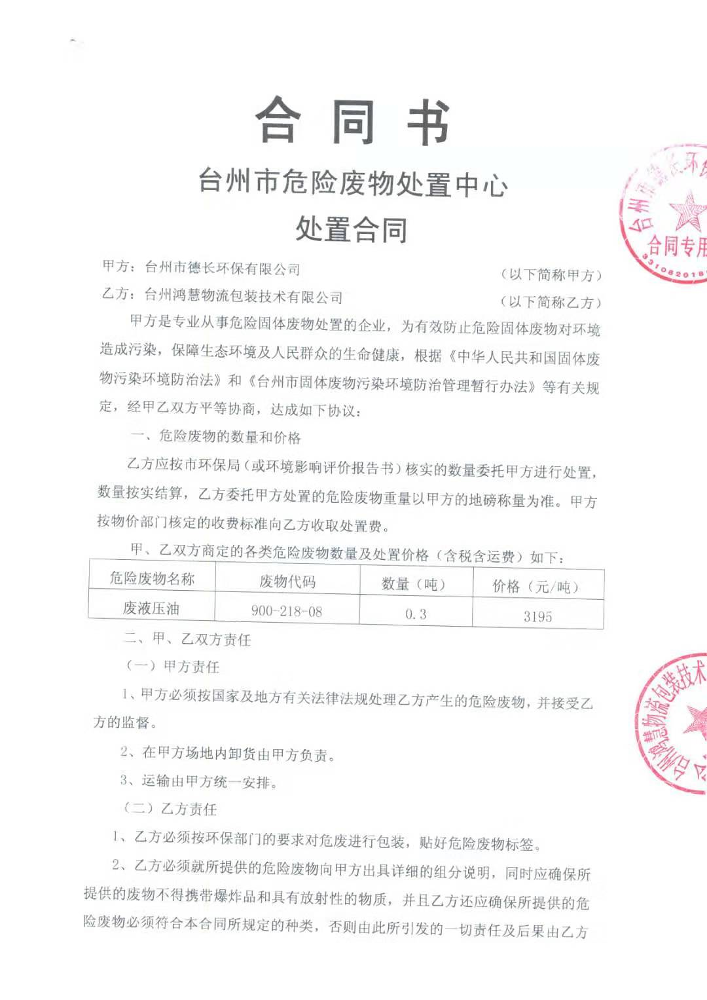 合同书
台州市危险废物处置中心
处置合同
甲方：台州市德长环保有限公司 （以下简称甲方）
乙方：台州鸿慧物流包装技术有限公司 （以下简称乙方）
甲方是专业从事危险固体废物处置的企业，为有效防止危险固体废物对环境
造成污染，保障生态环境及人民群众的生命健康，根据《中华人民共和国固体废
物污染环境防治法》和《台州市固体废物污染环境防治管理暂行办法》等有关规
定，经甲乙双方平等协商，达成如下协议：
一、危险废物的数量和价格
乙方应按市环保局（或环境影响评价报告书）核实的数量委托甲方进行处置，
数量按实结算，乙方委托甲方处置的危险废物重量以甲方的地磅称量为准。甲方
按物价部门核定的收费标准向乙方收取处置费。
甲、乙双方商定的各类危险废物数量及处置价格（含税含运费）如下：
危险废物名称 废物代码 数量（吨） 价格（元/吨）
废液压油 900-218-08 0.3 3195
二、甲、乙双方责任
（一）甲方责任
1、甲方必须按国家及地方有关法律法规处理乙方产生的危险废物，并接受乙
方的监督。
2、在甲方场地内卸货由甲方负责。
3、运输由甲方统一安排。
（二）乙方责任
1、乙方必须按环保部门的要求对危废进行包装，贴好危险废物标签。
2、乙方必须就所提供的危险废物向甲方出具详细的组分说明，同时应确保所
提供的废物不得携带爆炸品和具有放射性的物质，并且乙方还应确保所提供的危
险废物必须符合本合同所规定的种类，否则由此所引发的一切责任及后果由乙方
台州市德长环
合同专用
331082018
台州鸿慧物流包装技术